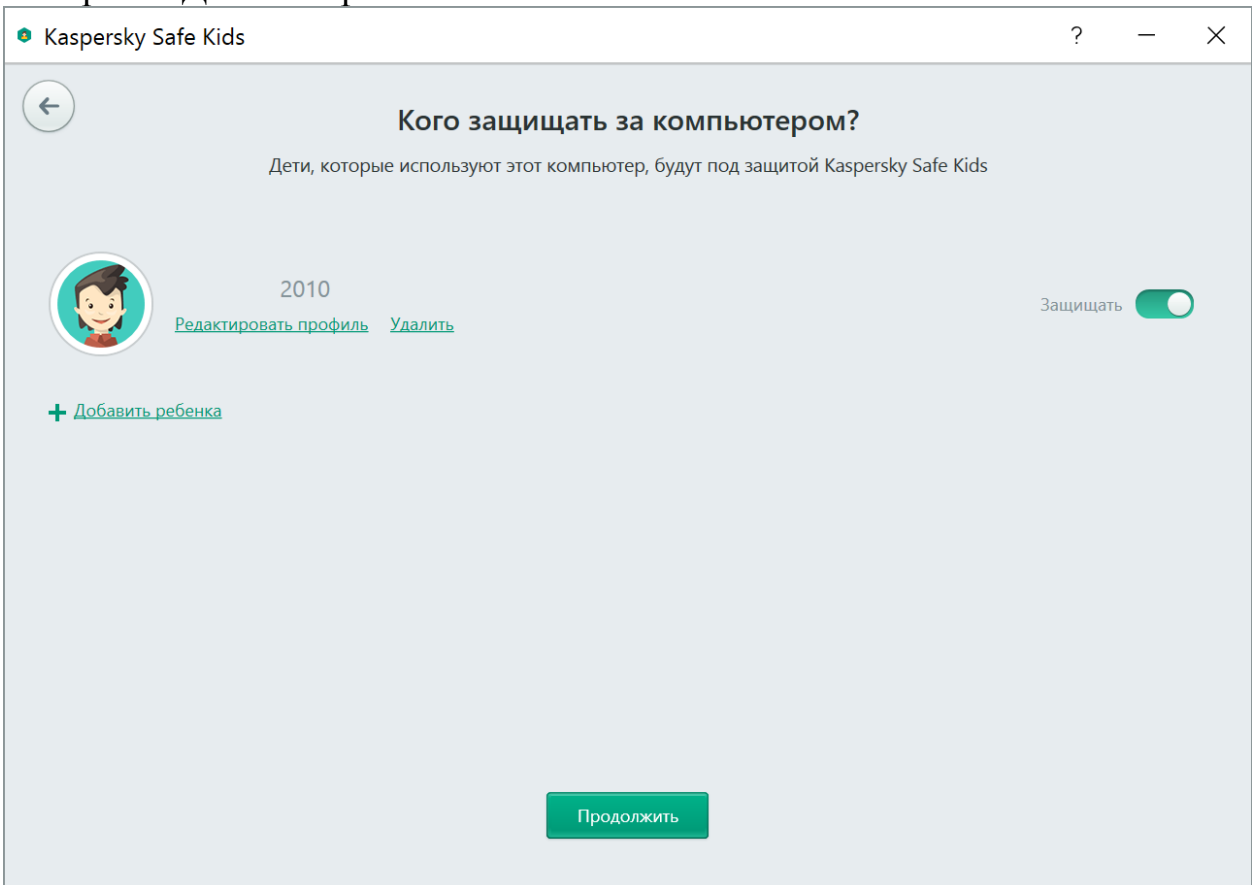 Kaspersky Safe Kids
?
Кого защищать за компьютером?
Дети, которые используют этот компьютер, будут под защитой Kaspersky Safe Kids
2010
Редактировать профиль Удалить
Защищать
Добавить ребенка
Продолжить